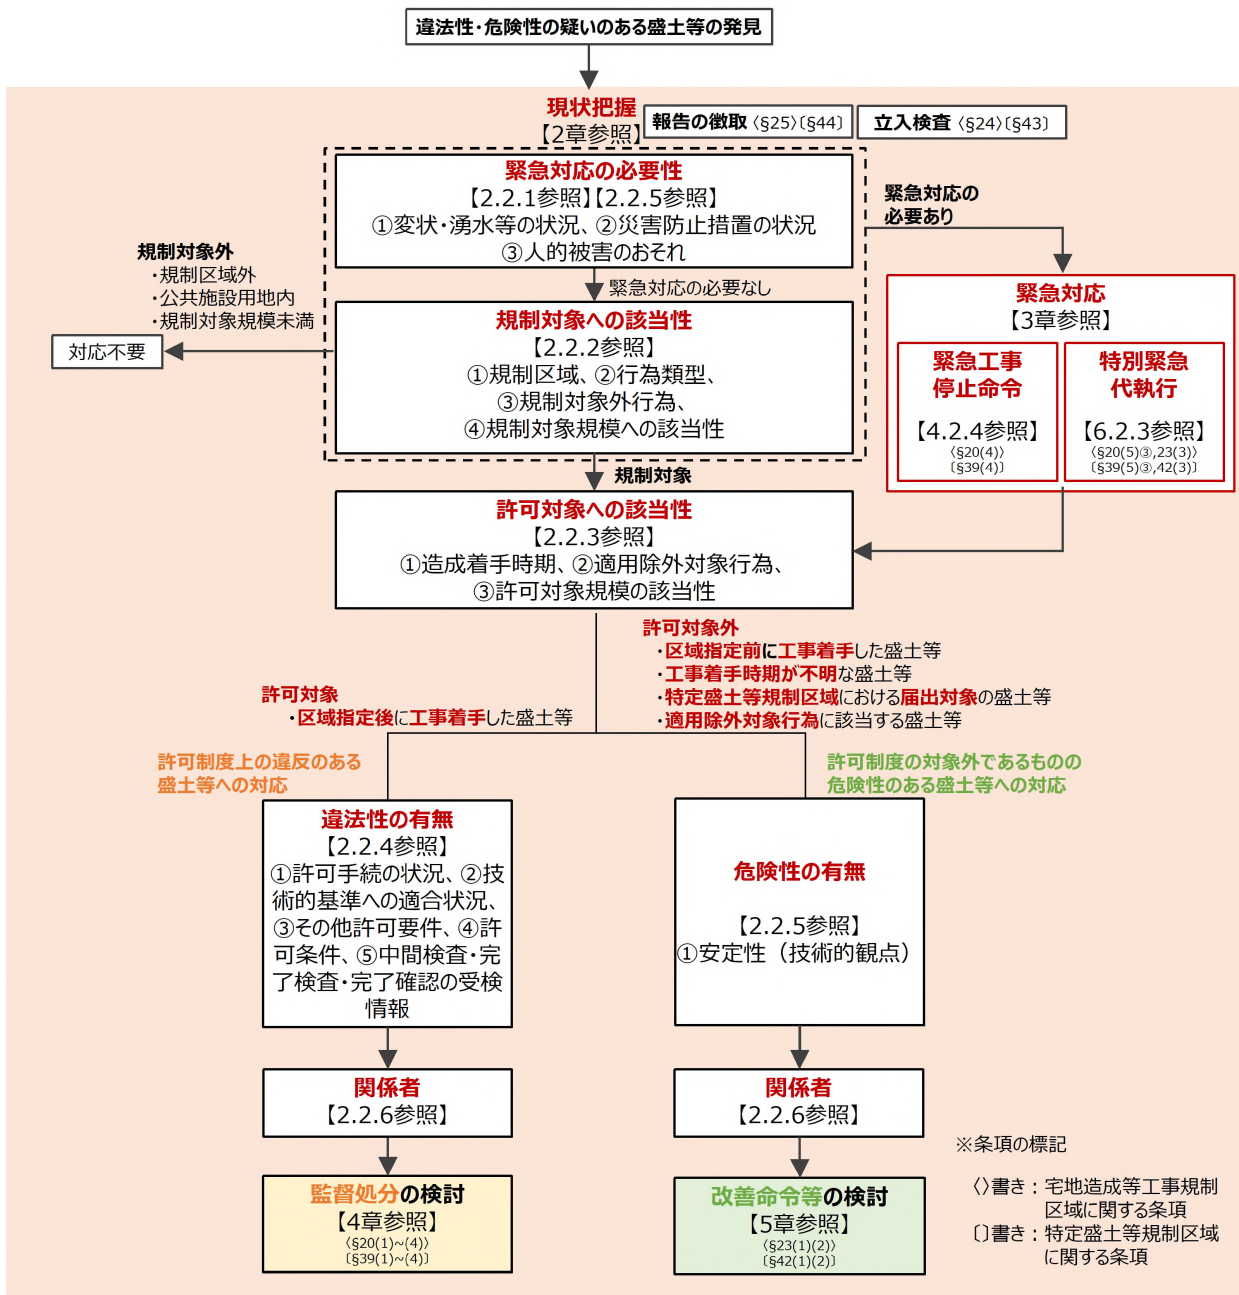 違法性・危険性の疑いのある盛土等の発見
現状把握
【2章参照】
報告の徴取〈§25〉〔§44〕
立入検査〈§24〉〔§43〕
緊急対応の必要性
【2.2.1参照】【2.2.5参照】
①変状・湧水等の状況、②災害防止措置の状況
③人的被害のおそれ
緊急対応の
必要あり
緊急対応の必要なし
規制対象外
・規制区域外
・公共施設用地内
・規制対象規模未満
対応不要
規制対象への該当性
【2.2.2参照】
①規制区域、②行為類型、
③規制対象外行為、
④規制対象規模への該当性
緊急対応
【3章参照】
緊急工事
停止命令
【4.2.4参照】
〈§20(4)〉
〔§39(4)〕
特別緊急
代執行
【6.2.3参照】
〈§20(5)③,23(3)〉
〔§39(5)③,42(3)〕
規制対象
許可対象への該当性
【2.2.3参照】
①造成着手時期、②適用除外対象行為、
③許可対象規模の該当性
許可対象外
・区域指定前に工事着手した盛土等
・工事着手時期が不明な盛土等
・特定盛土等規制区域における届出対象の盛土等
・適用除外対象行為に該当する盛土等
許可対象
・区域指定後に工事着手した盛土等
許可制度上の違反のある
盛土等への対応
許可制度の対象外であるものの
危険性のある盛土等への対応
違法性の有無
【2.2.4参照】
①許可手続の状況、②技
術的基準への適合状況、
③その他許可要件、④許
可条件、⑤中間検査・完
了検査・完了確認の受検
情報
危険性の有無
【2.2.5参照】
①安定性（技術的観点）
関係者
【2.2.6参照】
関係者
【2.2.6参照】
監督処分の検討
【4章参照】
〈§20(1)~(4)〉
〔§39(1)~(4)〕
改善命令等の検討
【5章参照】
〈§23(1)(2)〉
〔§42(1)(2)〕
※条項の標記
〈〉書き：宅地造成等工事規制
区域に関する条項
〔〕書き：特定盛土等規制区域
に関する条項